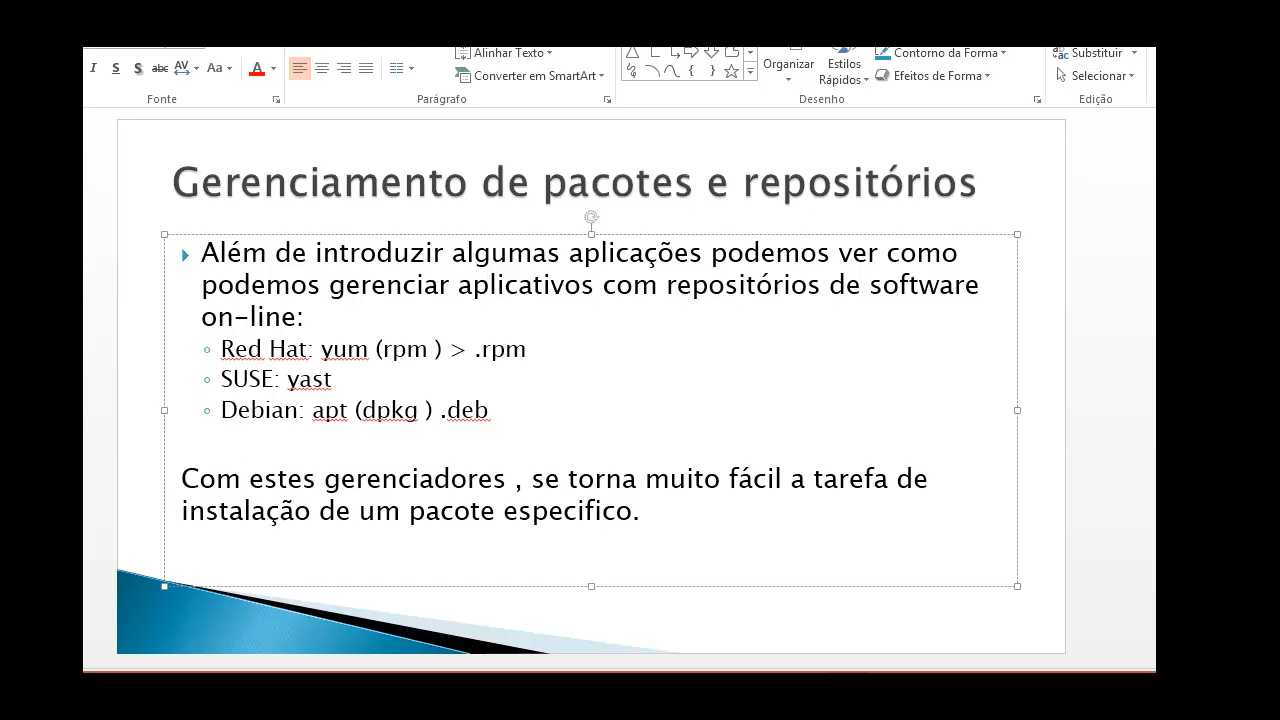 Alinhar Texto
Contorno da Forma
Substituir
I S S abc AV Aa A
Organizar
Estilos
Converter em SmartArt
Rápidos
Efeitos de Forma
Selecionar
Fonte
Parágrafo
Desenho
Edição
Gerenciamento de pacotes e repositórios
Além de introduzir algumas aplicações podemos ver como
podemos gerenciar aplicativos com repositórios de software
on-line:
Red Hat: yum (rpm ) > .rpm
SUSE: yast
Debian: apt (dpkg ) .deb
Com estes gerenciadores , se torna muito fácil a tarefa de
instalação de um pacote especifico.